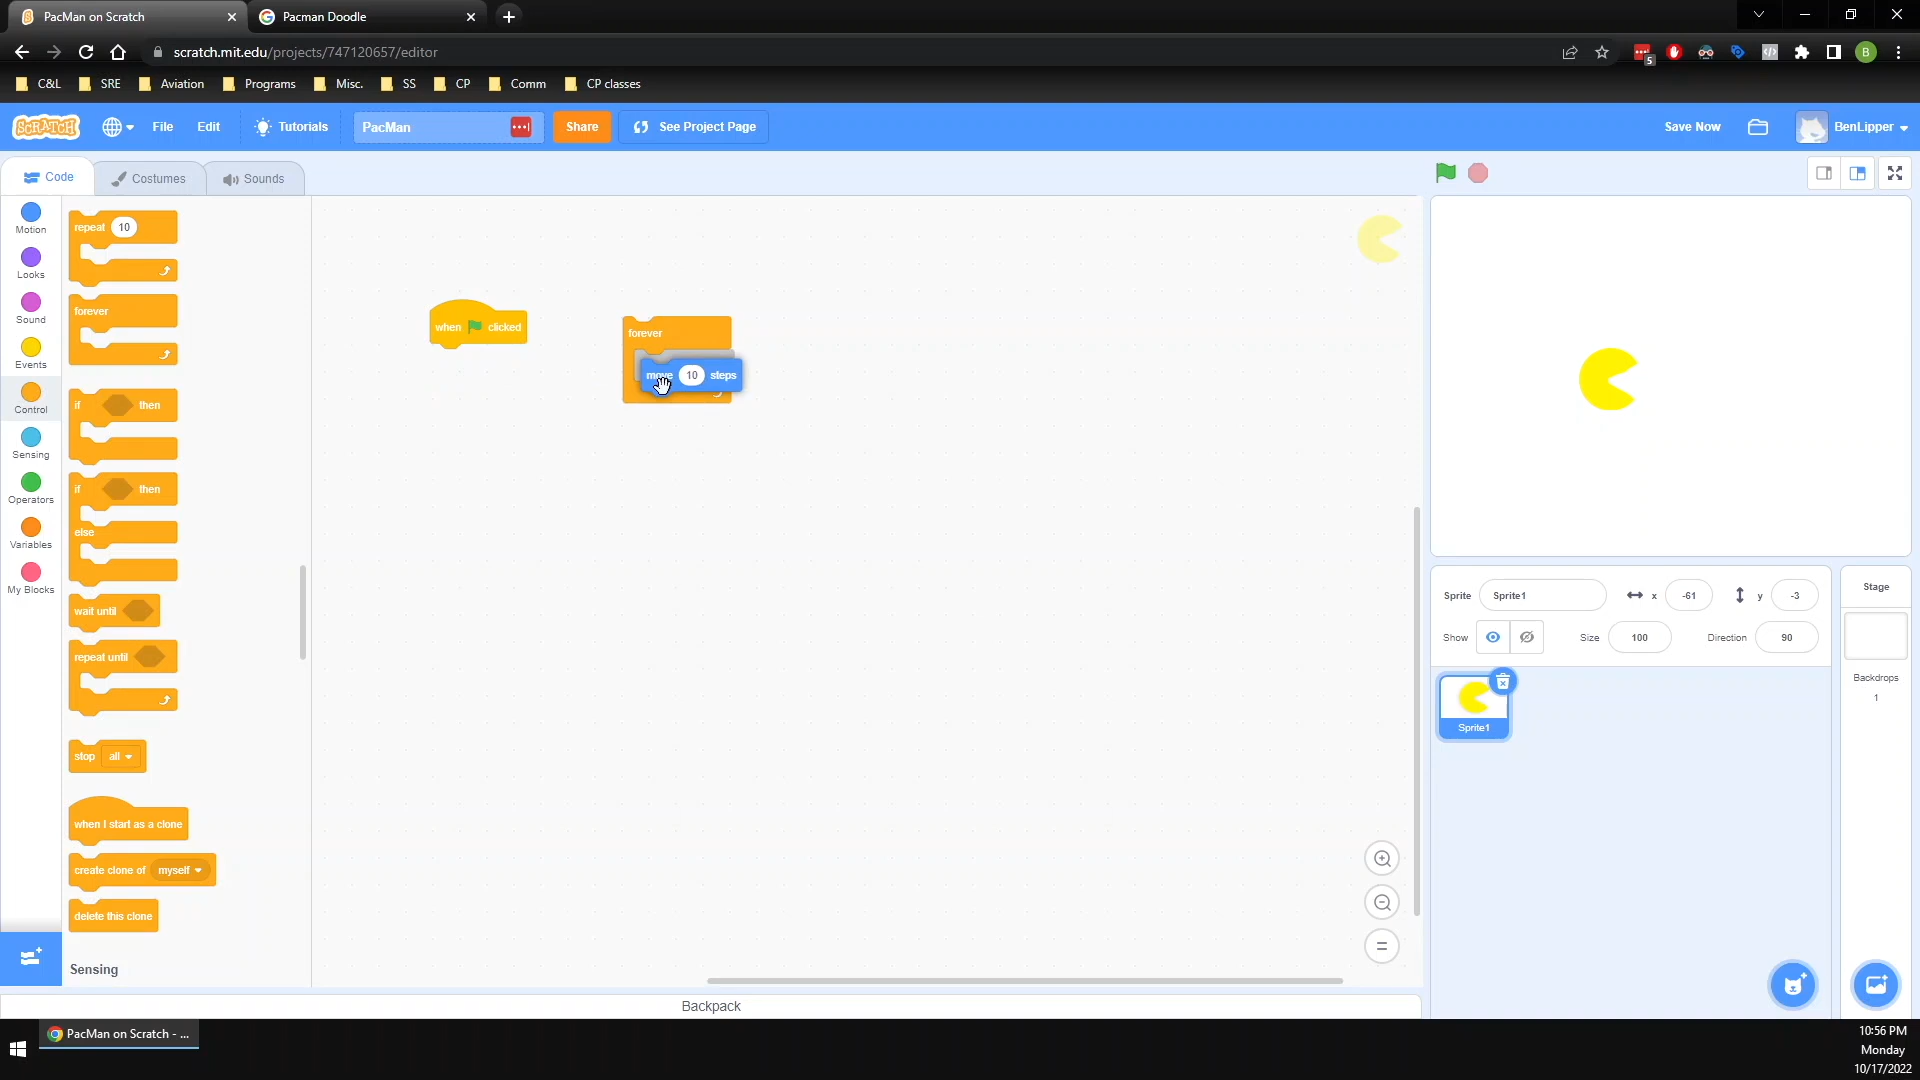 PacMan on Scratch
Pacman Doodle
scratch.mit.edu/projects/747120657/editor
5
B
C&L
SRE
Aviation
Programs
Misc.
SS
CP
Comm
CP classes
SCRATCH
File
Edit
Tutorials
PacMan
Share
See Project Page
Save Now
BenLipper
Code
Costumes
Sounds
Motion
Looks
Sound
Events
Control
Sensing
Operators
Variables
My Blocks
repeat 10
forever
if then
if then
else
wait until
repeat until
stop all
when I start as a clone
create clone of myself
delete this clone
Sensing
when clicked
forever
move 10 steps
Backpack
Sprite Sprite1 x -61 y -3
Show Size 100 Direction 90
Sprite1
Stage
Backdrops
1
PacMan on Scratch - ...
10:56 PM
Monday
10/17/2022